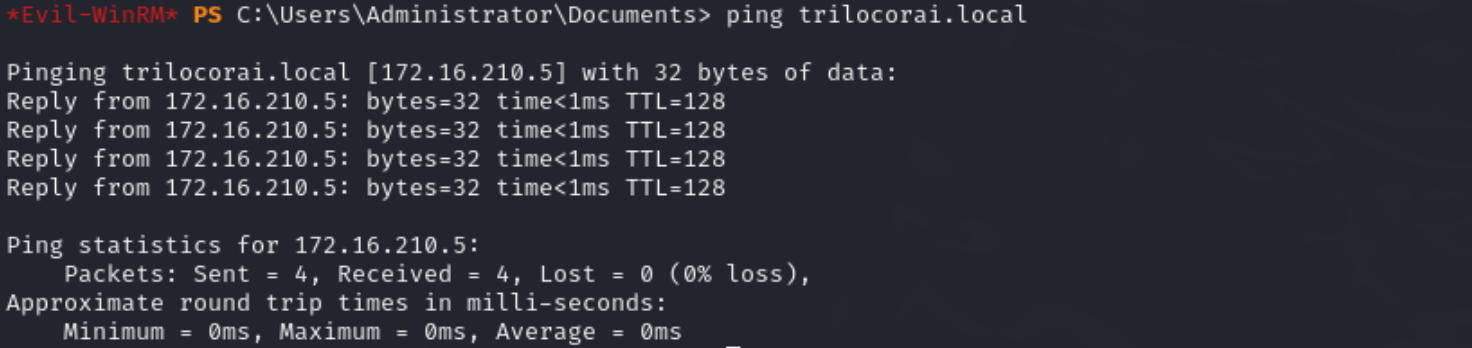 *Evil-WinRM* PS C:\Users\Administrator\Documents> ping trilocorai.local
Pinging trilocorai.local [172.16.210.5] with 32 bytes of data:
Reply from 172.16.210.5: bytes=32 time<1ms TTL=128
Reply from 172.16.210.5: bytes=32 time<1ms TTL=128
Reply from 172.16.210.5: bytes=32 time<1ms TTL=128
Reply from 172.16.210.5: bytes=32 time<1ms TTL=128
Ping statistics for 172.16.210.5:
    Packets: Sent = 4, Received = 4, Lost = 0 (0% loss),
Approximate round trip times in milli-seconds:
    Minimum = 0ms, Maximum = 0ms, Average = 0ms